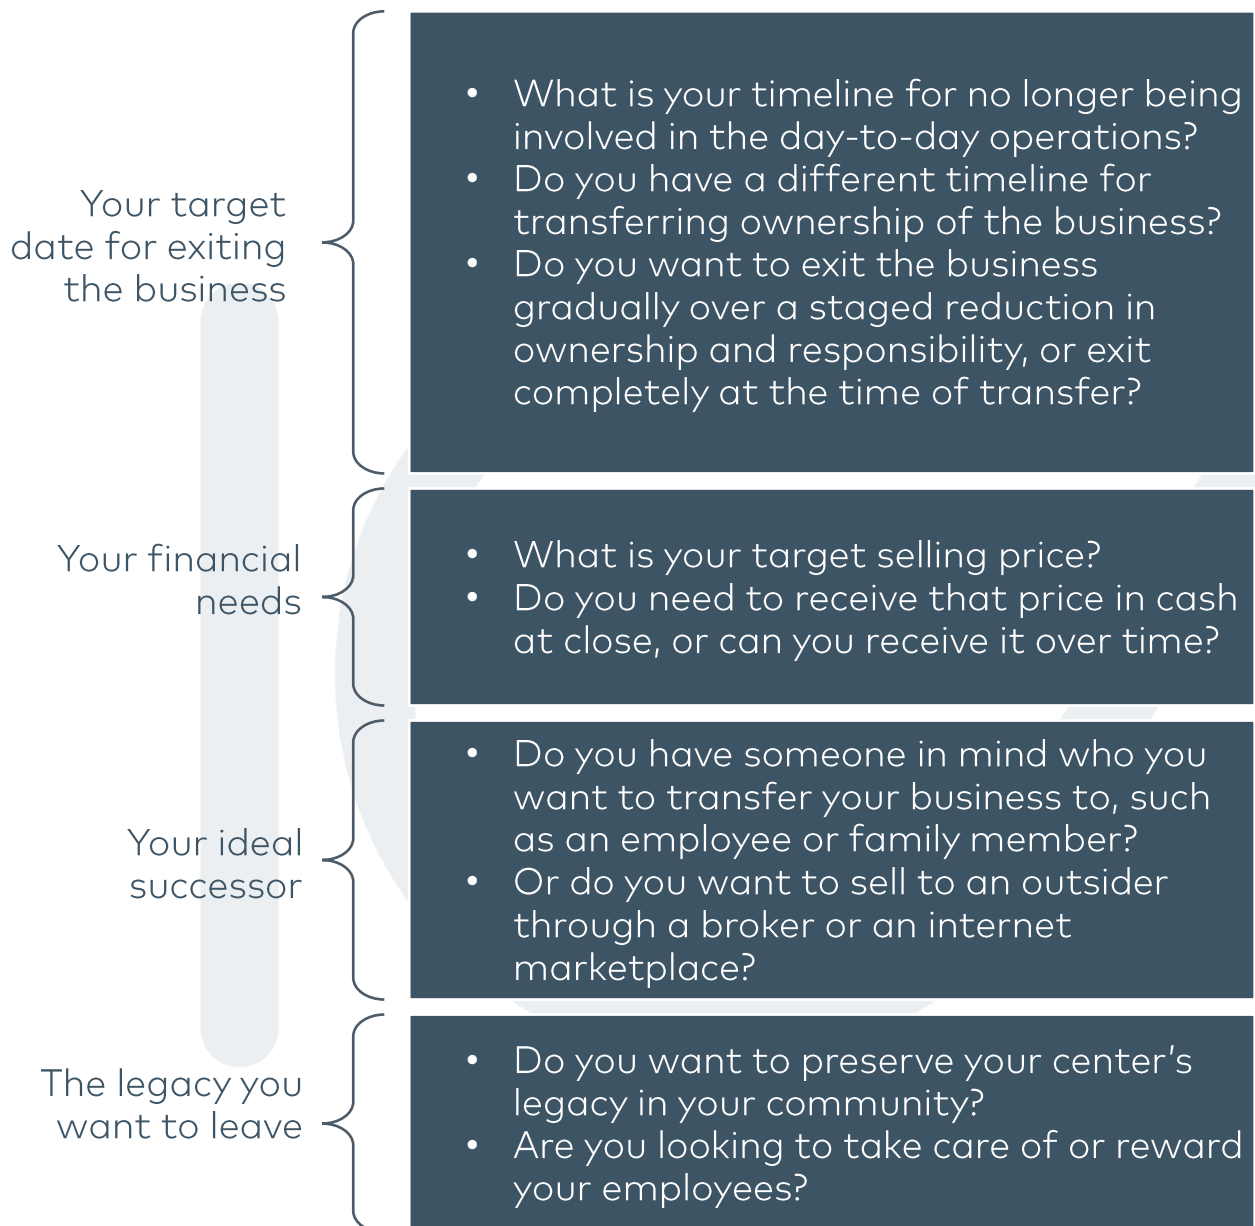 Your target
date for exiting
the business
• What is your timeline for no longer being
involved in the day-to-day operations?
• Do you have a different timeline for
transferring ownership of the business?
• Do you want to exit the business
gradually over a staged reduction in
ownership and responsibility, or exit
completely at the time of transfer?
Your financial
needs
• What is your target selling price?
• Do you need to receive that price in cash
at close, or can you receive it over time?
Your ideal
successor
• Do you have someone in mind who you
want to transfer your business to, such
as an employee or family member?
• Or do you want to sell to an outsider
through a broker or an internet
marketplace?
The legacy you
want to leave
• Do you want to preserve your center’s
legacy in your community?
• Are you looking to take care of or reward
your employees?